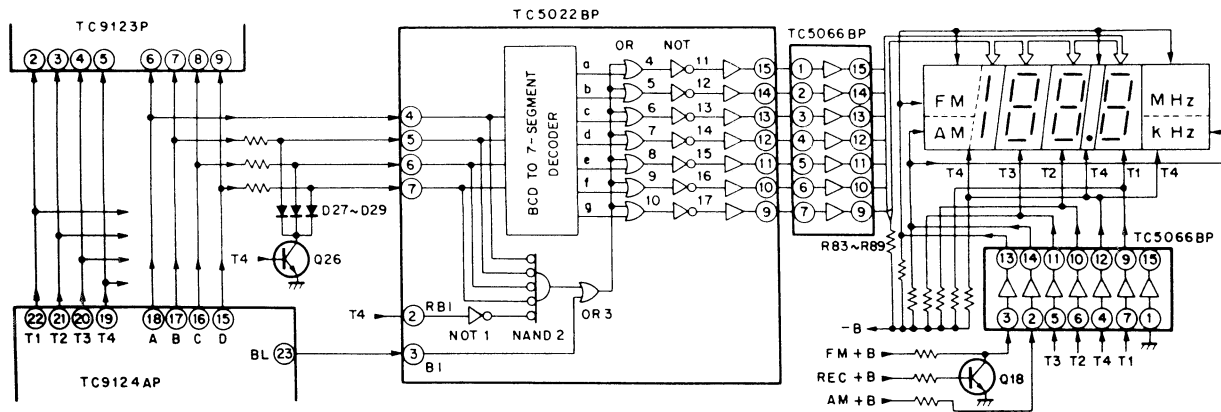 TC9123P
2 3 4 5 6 7 8 9
TC5022BP
4
5
6
7
BCD TO 7-SEGMENT
DECODER
a
b
c
d
e
f
g
OR NOT
4 11 15
5 12 14
6 13 13
7 14 12
8 15 11
9 16 10
10 17 9
TC5066BP
1 15
2 14
3 13
4 12
5 11
6 10
7 9
R83~R89
FM 188.8 MHz
AM kHz
T4 T3 T2 T4 T1 T4
D27~D29
T4 Q26
T4 2 RBI
NOT 1 NAND 2 OR 3
3
BI
22 21 20 19 18 17 16 15
T1 T2 T3 T4 A B C D
BL 23
TC9124AP
TC5066BP
13 14 11 10 12 9 15
3 2 5 6 4 7 1
-B
T3 T2 T4 T1
FM+B
REC+B Q18
AM+B